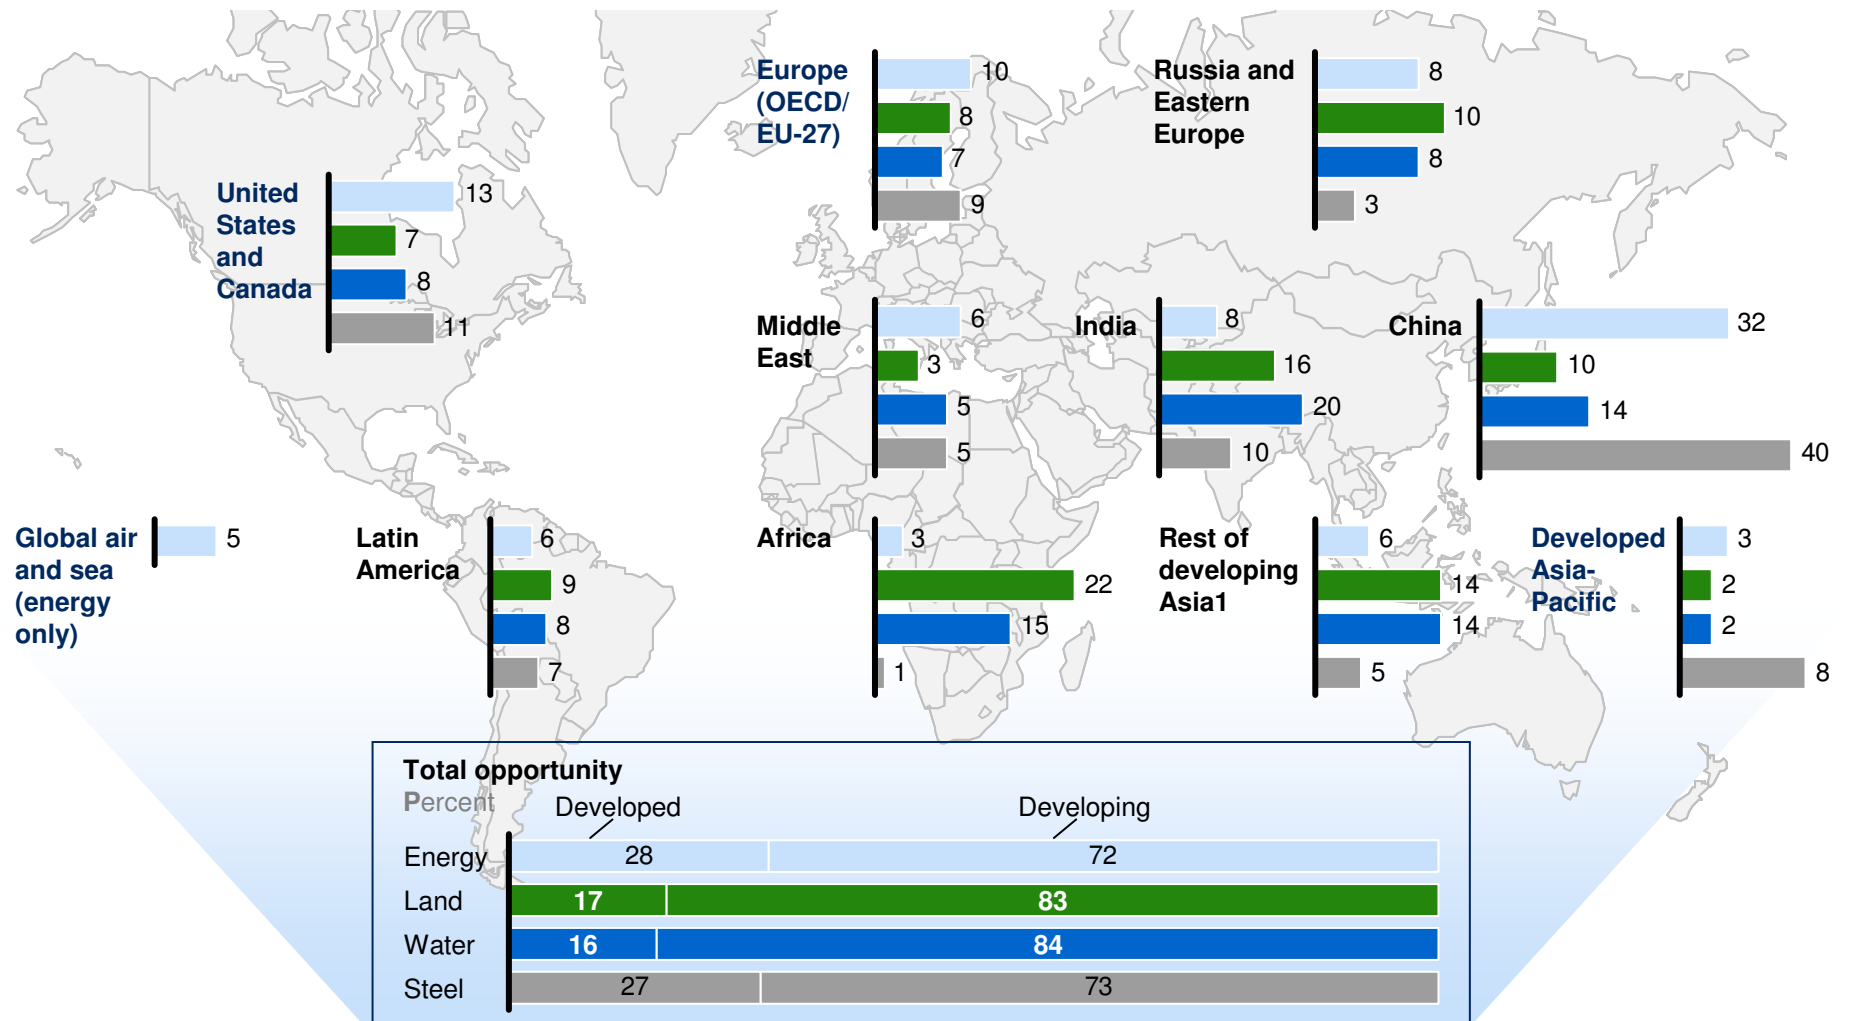 Europe
(OECD/
EU-27)
10
8
7
9
Russia and
Eastern
Europe
8
10
8
3
United
States
and
Canada
13
7
8
11
Middle
East
6
3
5
5
India
8
16
20
10
China
32
10
14
40
Global air
and sea
(energy
only)
5
Latin
America
6
9
8
7
Africa
3
22
15
1
Rest of
developing
Asia1
6
14
14
5
Developed
Asia-
Pacific
3
2
2
8
Total opportunity
Percent
Developed Developing
Energy 28 72
Land 17 83
Water 16 84
Steel 27 73